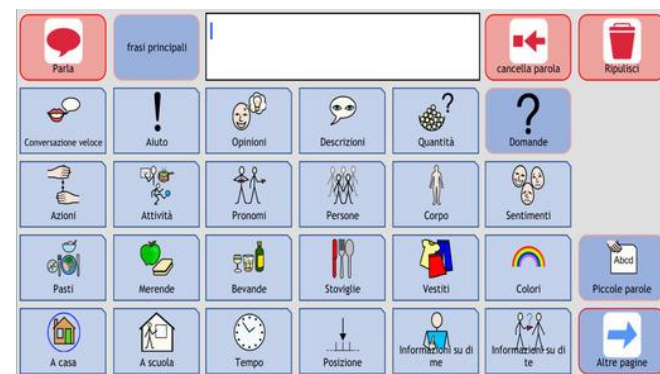 frasi principali
Parla
cancella parola
Ripulisci
Conversazione veloce
Aiuto
Opinioni
Descrizioni
?
Quantità
?
Domande
Azioni
Attività
Pronomi
Persone
Corpo
Sentimenti
Pasti
Merende
Bevande
Stoviglie
Vestiti
Colori
Abcd
Piccole parole
A casa
A scuola
Tempo
Posizione
Informazioni su di
me
?
Informazioni su di
te
Altre pagine